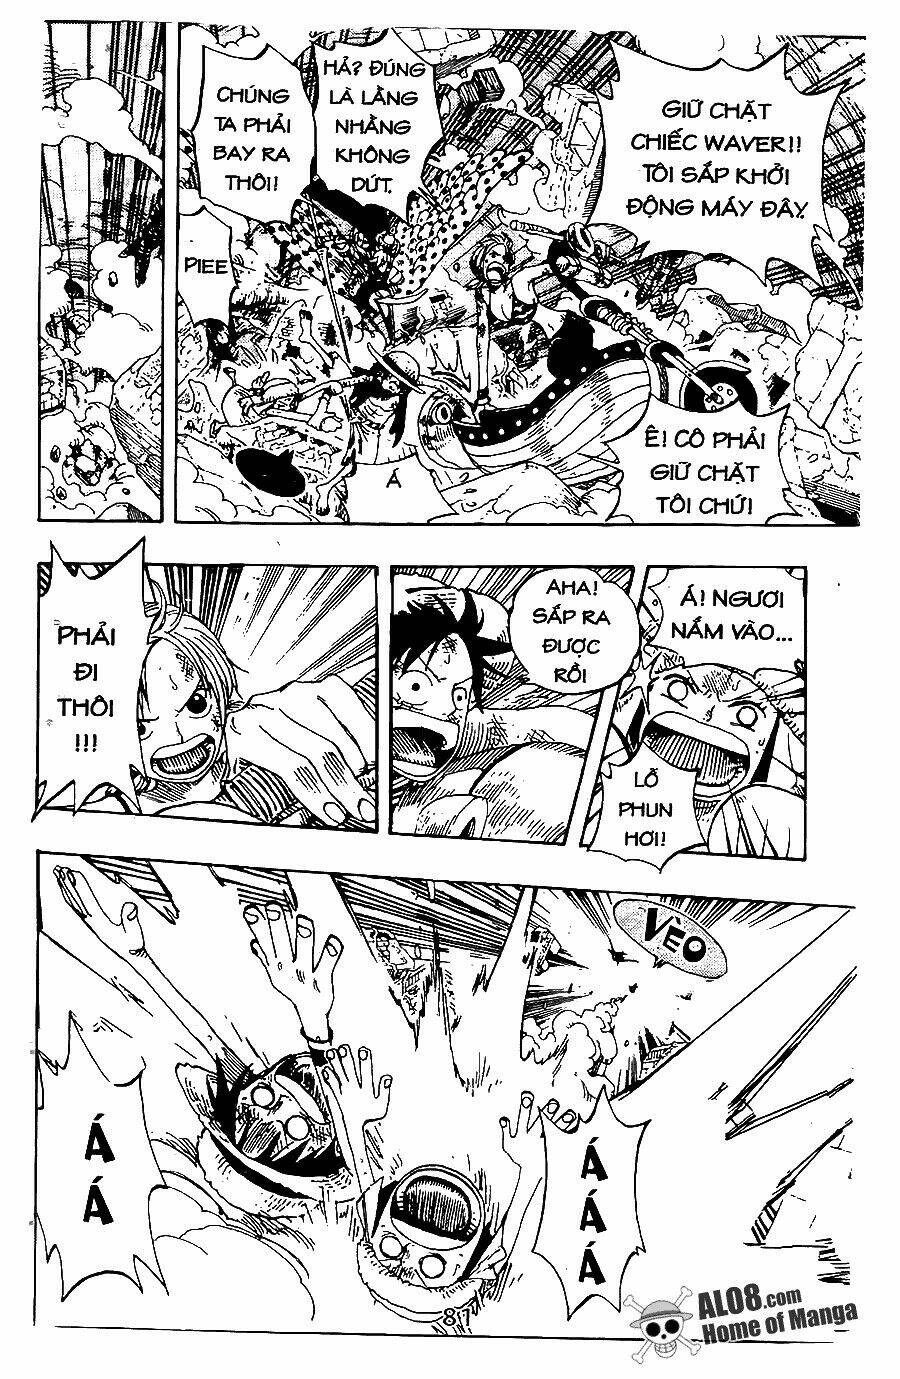 GIỮ CHẶT
CHIẾC WAVER!!
TÔI SẮP KHỞI
ĐỘNG MÁY ĐÂY.
HẢ? ĐÚNG
LÀ LẰNG
NHẰNG
KHÔNG
DỨT.
CHÚNG
TA PHẢI
BAY RA
THÔI!
PIEE
Ê! CÔ PHẢI
GIỮ CHẶT
TÔI CHỨ!
Á
PHẢI
ĐI
THÔI
!!!
AHA!
SẮP RA
ĐƯỢC
RỒI
Á! NGƯƠI
NẮM VÀO...
LỖ
PHUN
HƠI!
VÈO
Á
Á
Á
Á
Á
Á
87
ALO8.com
Home of Manga